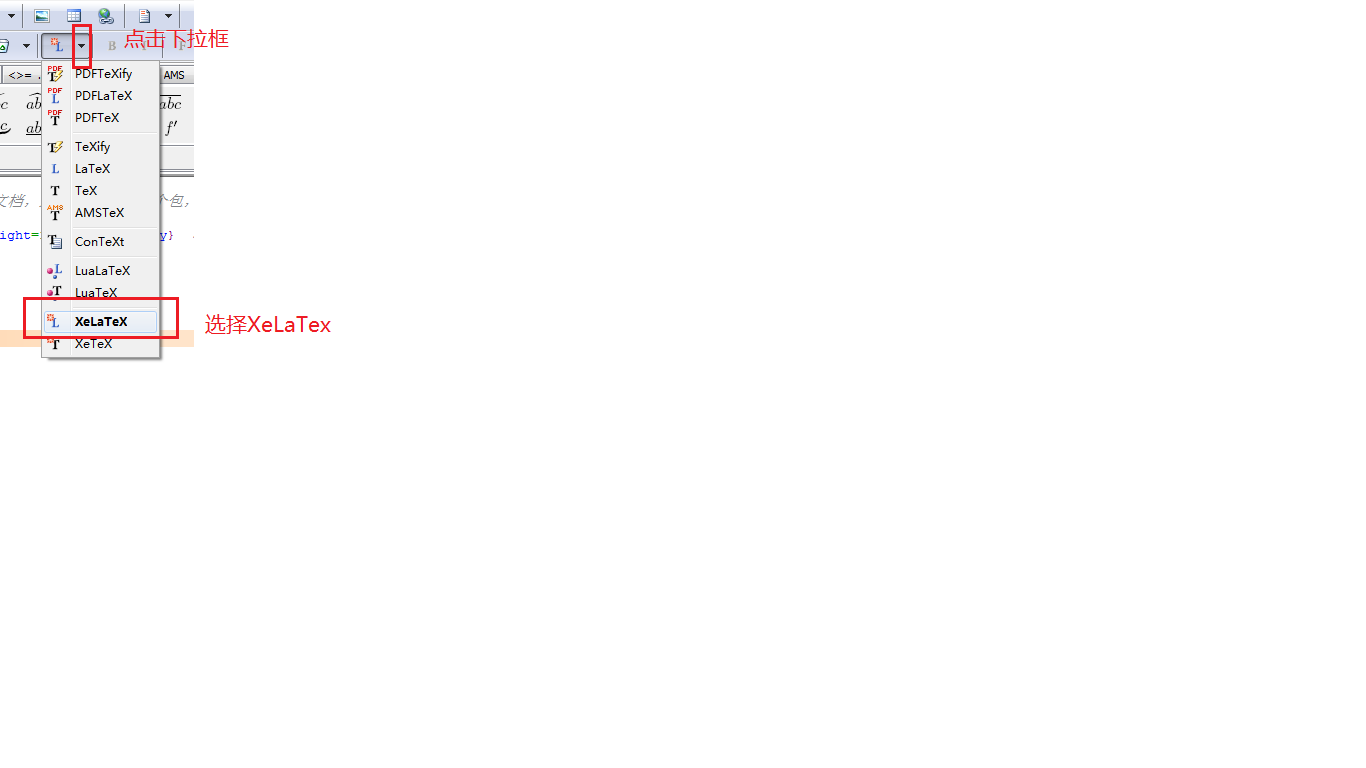 点击下拉框
B
<>=
AMS
PDFTeXify
PDFLaTeX
PDFTeX
abc
f′
TeXify
LaTeX
TeX
文档,
个包,
AMSTeX
ight=
y}
ConTeXt
LuaLaTeX
LuaTeX
XeLaTeX
选择XeLaTex
XeTeX